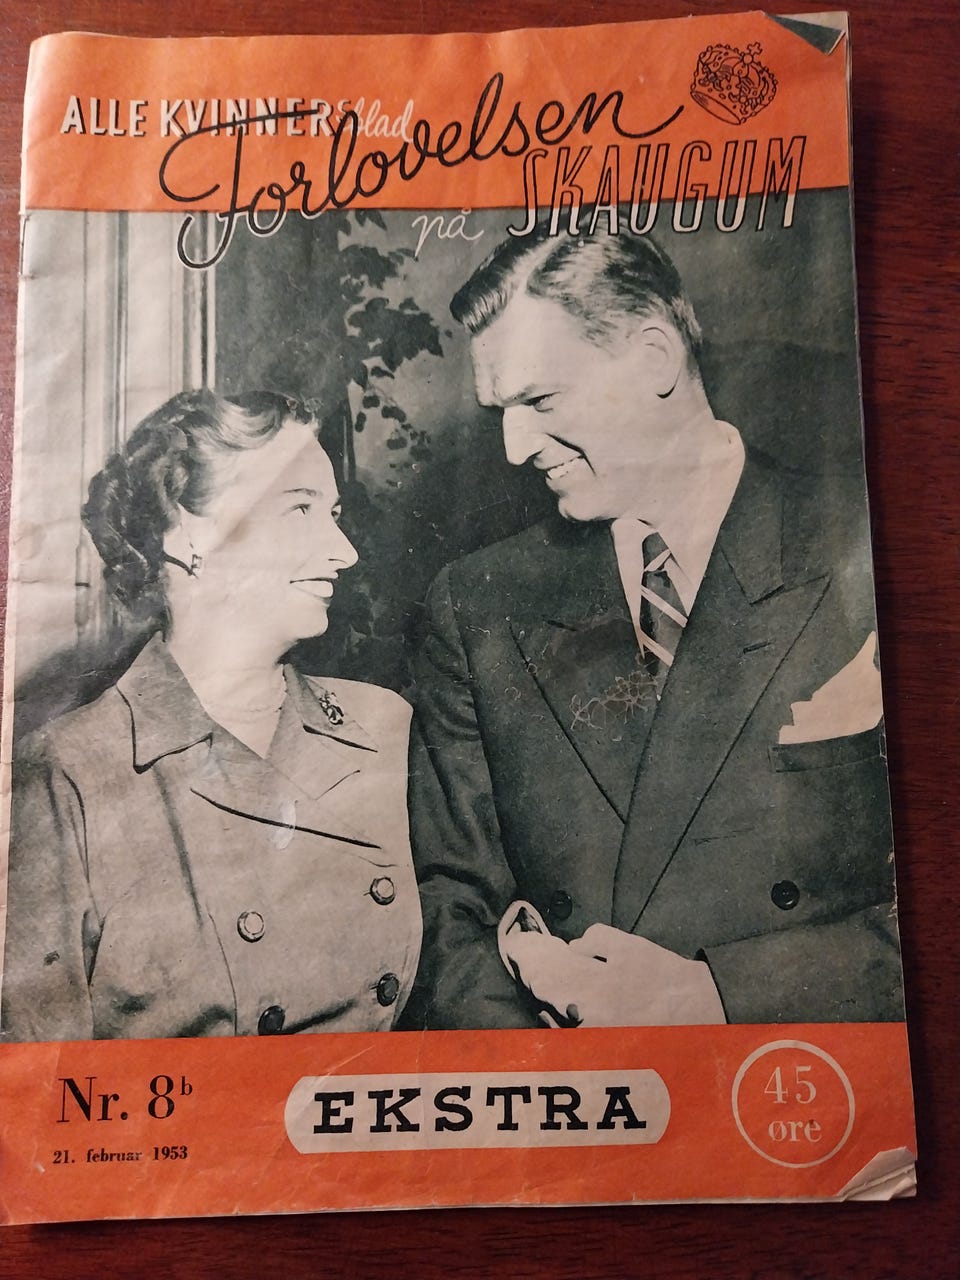 ALLE KVINNERS blad
Forlovelsen
på SKAUGUM
Nr. 8b
21. februar 1953
EKSTRA
45
øre